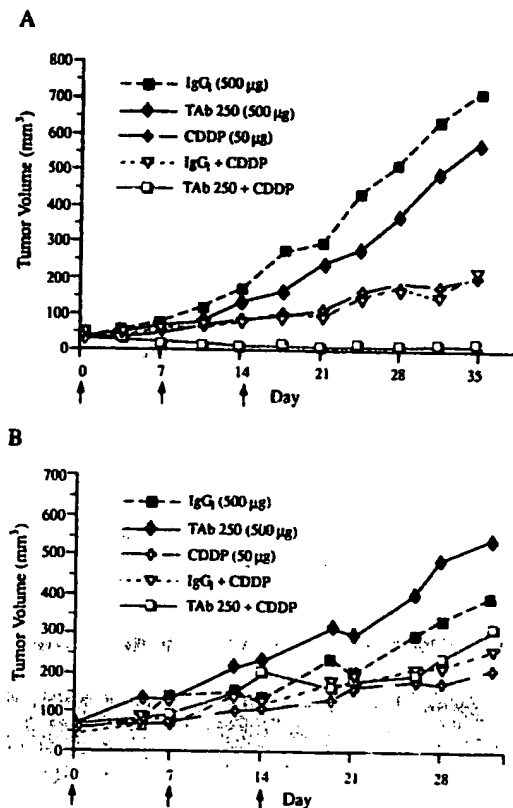 A
IgG₁ (500 µg)
TAb 250 (500 µg)
CDDP (50 µg)
IgG₁ + CDDP
TAb 250 + CDDP
Tumor Volume (mm³)
800
700
600
500
400
300
200
100
0
0 7 14 21 28 35
Day
B
IgG₁ (500 µg)
TAb 250 (500 µg)
CDDP (50 µg)
IgG₁ + CDDP
TAb 250 + CDDP
Tumor Volume (mm³)
700
600
500
400
300
200
100
0
0 7 14 21 28
Day